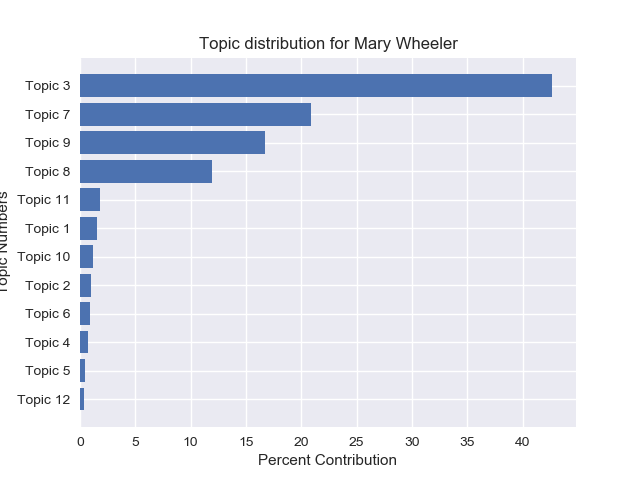 Topic distribution for Mary Wheeler
Topic Numbers
Topic 3
Topic 7
Topic 9
Topic 8
Topic 11
Topic 1
Topic 10
Topic 2
Topic 6
Topic 4
Topic 5
Topic 12
0 5 10 15 20 25 30 35 40
Percent Contribution